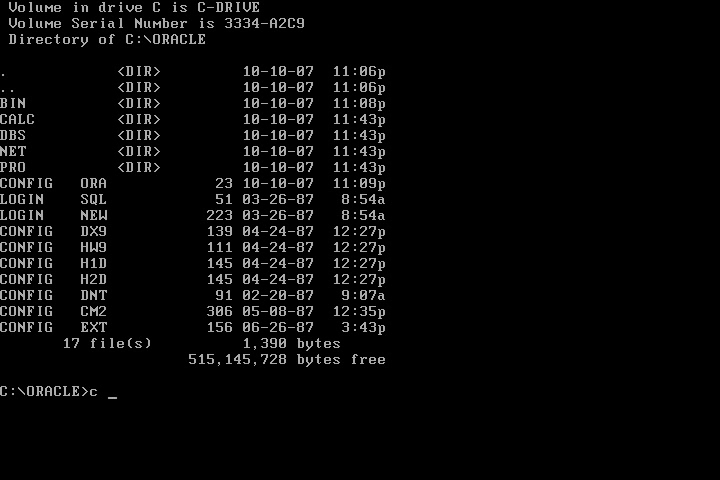 Volume in drive C is C-DRIVE
 Volume Serial Number is 3334-A2C9
 Directory of C:\ORACLE

.            <DIR>         10-10-07  11:06p
..           <DIR>         10-10-07  11:06p
BIN          <DIR>         10-10-07  11:08p
CALC         <DIR>         10-10-07  11:43p
DBS          <DIR>         10-10-07  11:43p
NET          <DIR>         10-10-07  11:43p
PRO          <DIR>         10-10-07  11:43p
CONFIG   ORA            23 10-10-07  11:09p
LOGIN    SQL            51 03-26-87   8:54a
LOGIN    NEW           223 03-26-87   8:54a
CONFIG   DX9           139 04-24-87  12:27p
CONFIG   HW9           111 04-24-87  12:27p
CONFIG   H1D           145 04-24-87  12:27p
CONFIG   H2D           145 04-24-87  12:27p
CONFIG   DNT            91 02-20-87   9:07a
CONFIG   CM2           306 05-08-87  12:35p
CONFIG   EXT           156 06-26-87   3:43p
       17 file(s)          1,390 bytes
                     515,145,728 bytes free

C:\ORACLE>c _